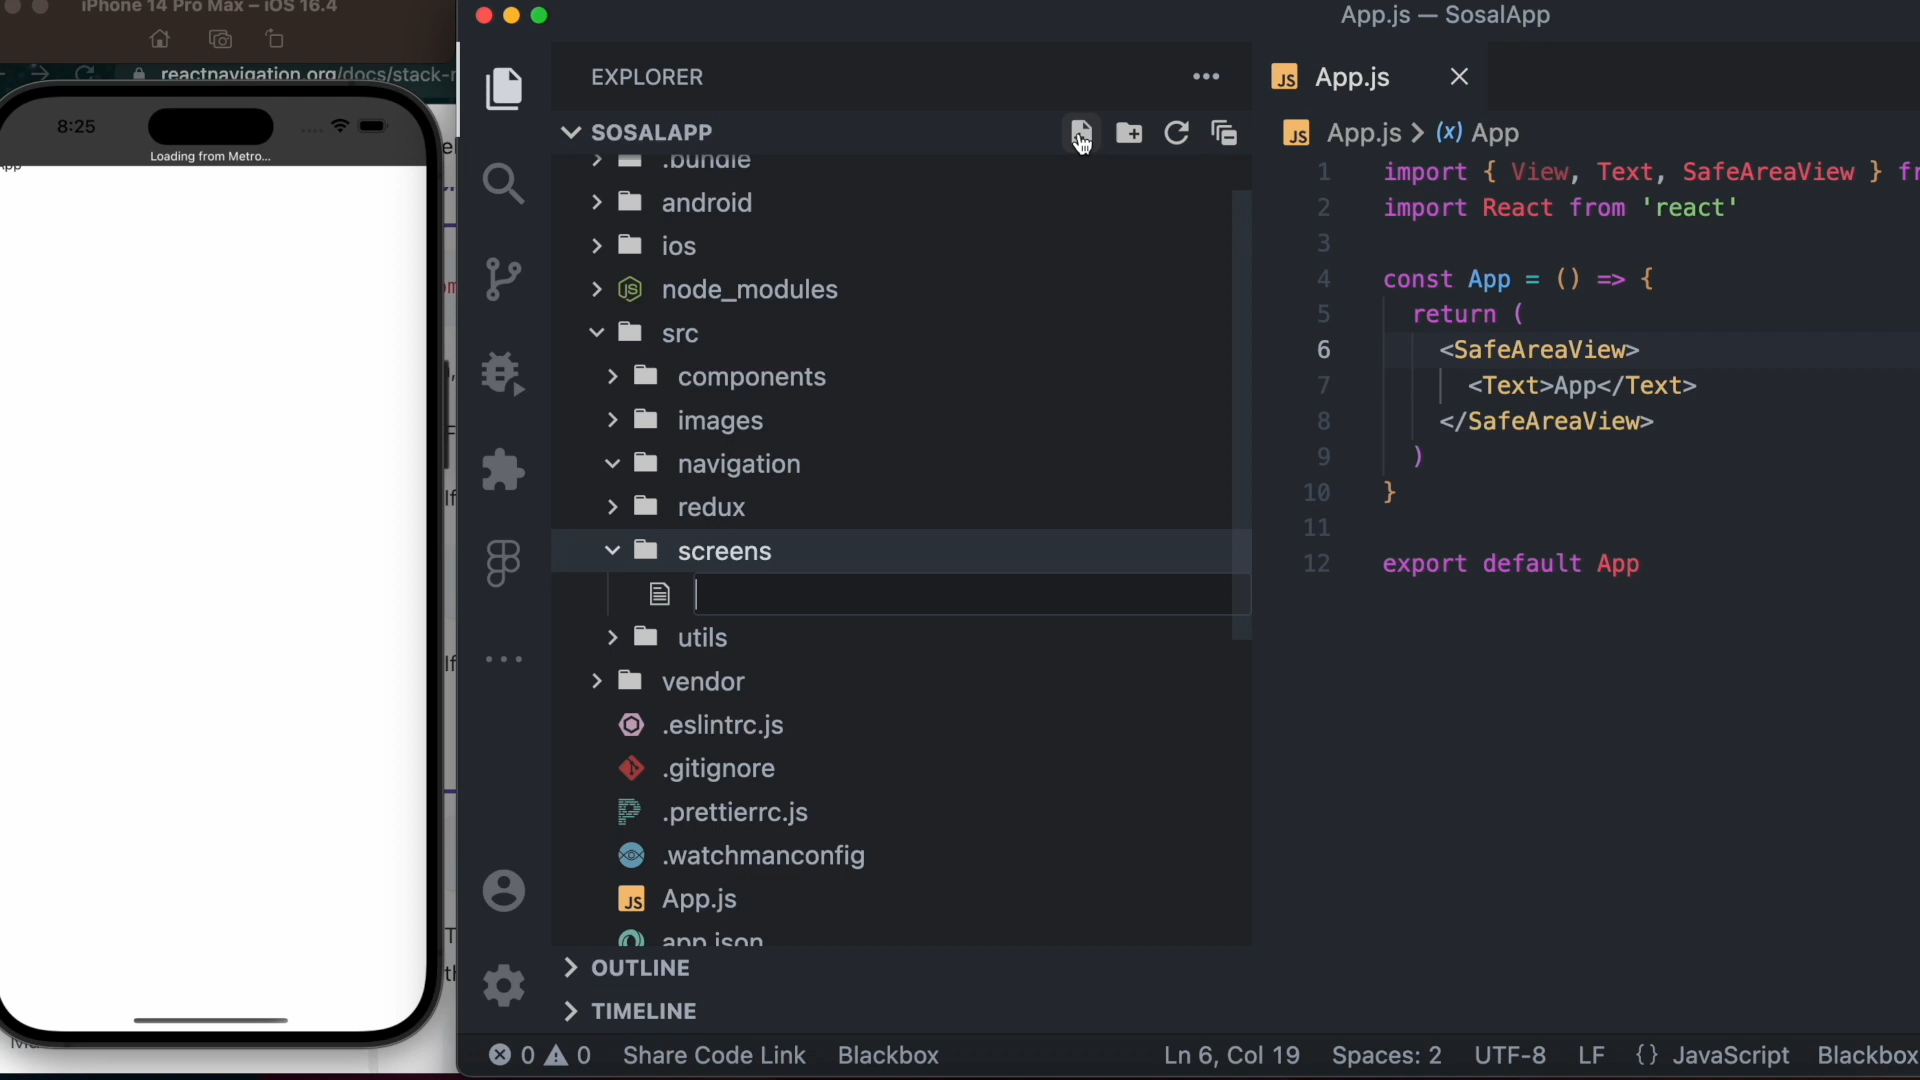 iPhone 14 Pro Max – iOS 16.4
reactnavigation.org/docs/stack-
8:25
Loading from Metro...
App
App.js — SosalApp
EXPLORER
SOSALAPP
.bundle
android
ios
node_modules
src
components
images
navigation
redux
screens
utils
vendor
.eslintrc.js
.gitignore
.prettierrc.js
.watchmanconfig
JS App.js
app.json
OUTLINE
TIMELINE
JS App.js
JS App.js > (x) App
1 import { View, Text, SafeAreaView } fr
2 import React from 'react'
3
4 const App = () => {
5 return (
6 <SafeAreaView>
7 <Text>App</Text>
8 </SafeAreaView>
9 )
10 }
11
12 export default App
0 0 Share Code Link Blackbox Ln 6, Col 19 Spaces: 2 UTF-8 LF {} JavaScript Blackbox